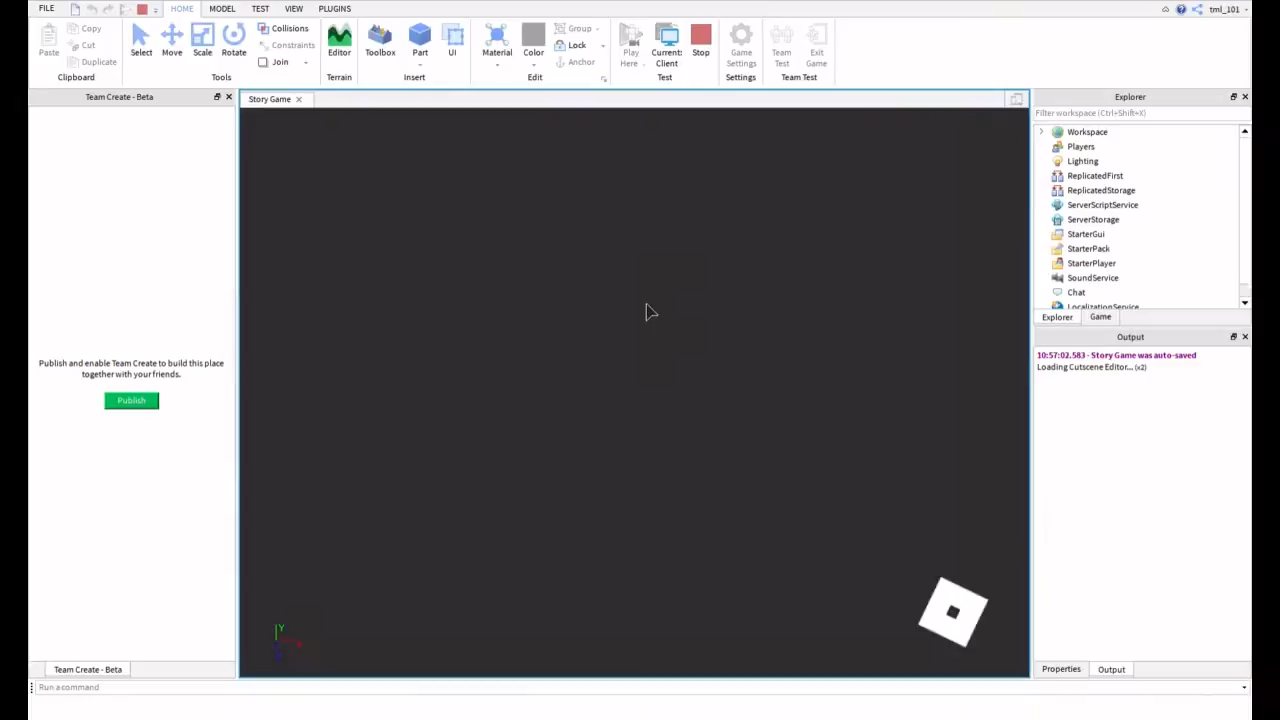 FILE HOME MODEL TEST VIEW PLUGINS tml_101
Paste Copy Cut Duplicate Select Move Scale Rotate Collisions Constraints Join Editor Toolbox Part UI Material Color Group Lock Anchor Play Here Current: Client Stop Game Settings Team Test Exit Game
Clipboard Tools Terrain Insert Edit Test Settings Team Test
Team Create - Beta
Story Game
Explorer
Filter workspace (Ctrl+Shift+X)
Workspace
Players
Lighting
ReplicatedFirst
ReplicatedStorage
ServerScriptService
ServerStorage
StarterGui
StarterPack
StarterPlayer
SoundService
Chat
LocalizationService
Explorer Game
Output
10:57:02.583 - Story Game was auto-saved
Loading Cutscene Editor... (x2)
Publish and enable Team Create to build this place
together with your friends.
Publish
Y
Team Create - Beta
Properties Output
Run a command